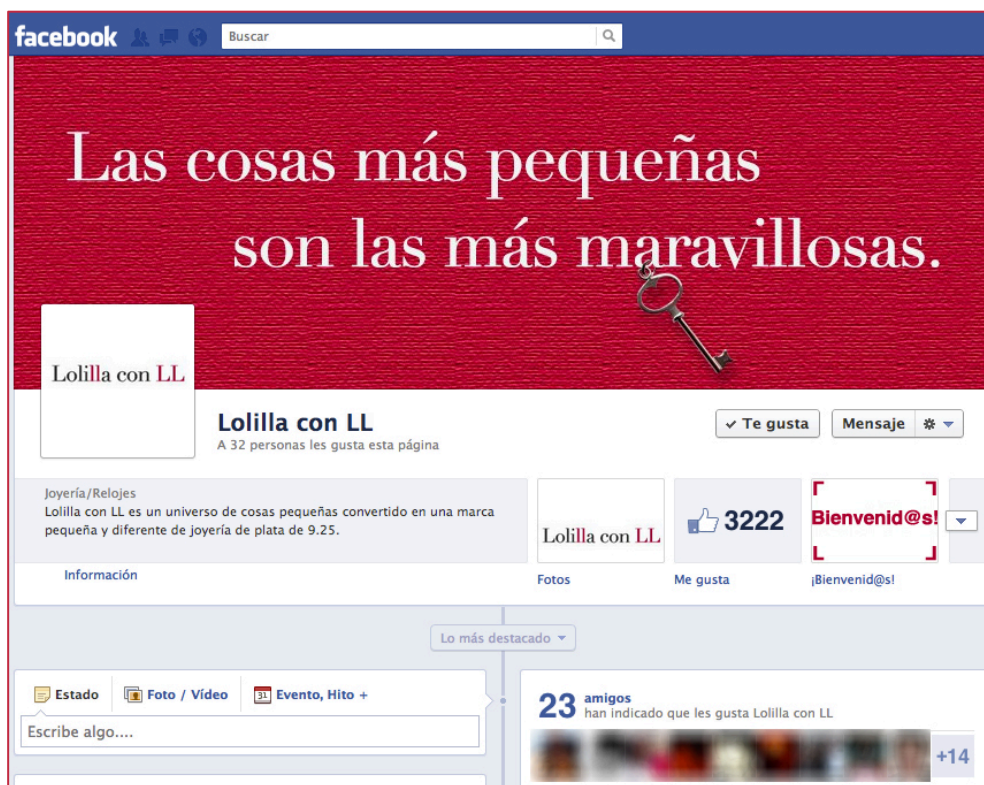 facebook
Buscar
Las cosas más pequeñas
son las más maravillosas.
Lolilla con LL
Lolilla con LL
A 32 personas les gusta esta página
Te gusta
Mensaje
Joyería/Relojes
Lolilla con LL es un universo de cosas pequeñas convertido en una marca
pequeña y diferente de joyería de plata de 9.25.
Información
Lolilla con LL
Fotos
3222
Me gusta
Bienvenid@s!
¡Bienvenid@s!
Lo más destacado
Estado
Foto / Vídeo
31
Evento, Hito +
Escribe algo....
23 amigos
han indicado que les gusta Lolilla con LL
+14